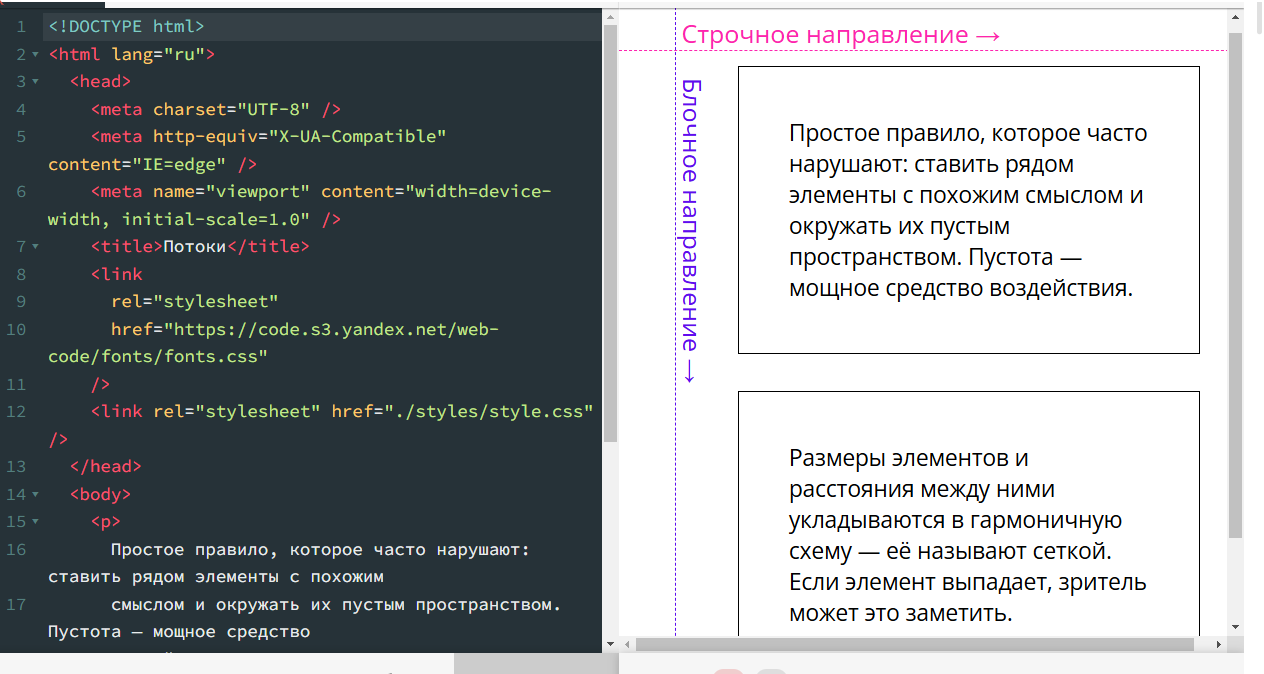 1 <!DOCTYPE html>
2 <html lang="ru">
3 <head>
4 <meta charset="UTF-8" />
5 <meta http-equiv="X-UA-Compatible"
content="IE=edge" />
6 <meta name="viewport" content="width=device-
width, initial-scale=1.0" />
7 <title>Потоки</title>
8 <link
9 rel="stylesheet"
10 href="https://code.s3.yandex.net/web-
code/fonts/fonts.css"
11 />
12 <link rel="stylesheet" href="./styles/style.css"
/>
13 </head>
14 <body>
15 <p>
16 Простое правило, которое часто нарушают:
ставить рядом элементы с похожим
17 смыслом и окружать их пустым пространством.
Пустота — мощное средство
Строчное направление →
Блочное направление →
Простое правило, которое часто
нарушают: ставить рядом
элементы с похожим смыслом и
окружать их пустым
пространством. Пустота —
мощное средство воздействия.
Размеры элементов и
расстояния между ними
укладываются в гармоничную
схему — её называют сеткой.
Если элемент выпадает, зритель
может это заметить.